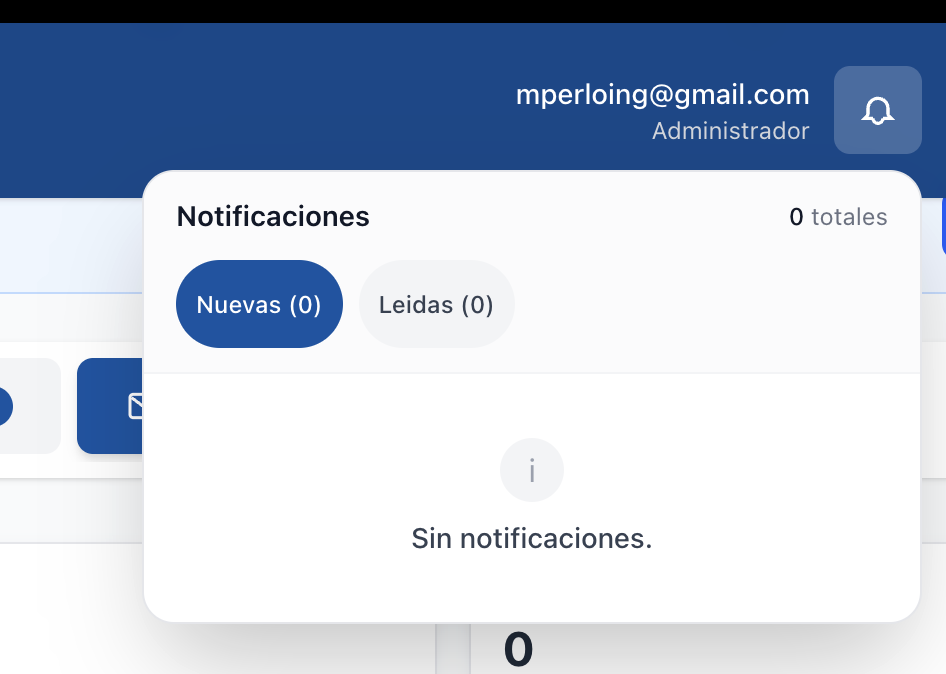 mperloing@gmail.com
Administrador
Notificaciones
0 totales
Nuevas (0)
Leidas (0)
i
Sin notificaciones.
0